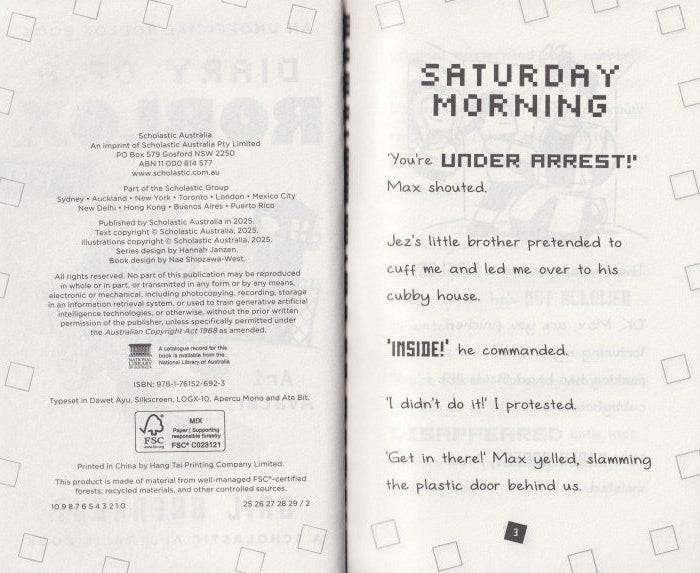 Scholastic Australia
An imprint of Scholastic Australia Pty Limited
PO Box 579 Gosford NSW 2250
ABN 11 000 614 577
www.scholastic.com.au
Part of the Scholastic Group
Sydney • Auckland • New York • Toronto • London • Mexico City
New Delhi • Hong Kong • Buenos Aires • Puerto Rico
Published by Scholastic Australia in 2025.
Text copyright © Scholastic Australia, 2025.
Illustrations copyright © Scholastic Australia, 2025.
Series design by Hannah Janzen.
Book design by Nae Shiozawa-West.
All rights reserved. No part of this publication may be reproduced
in whole or in part, or transmitted in any form or by any means,
electronic or mechanical, including photocopying, recording, storage
in an information retrieval system, or used to train generative artificial
intelligence technologies, or otherwise, without the prior written
permission of the publisher, unless specifically permitted under
the Australian Copyright Act 1968 as amended.
NATIONAL
LIBRARY
OF AUSTRALIA
A catalogue record for this
book is available from the
National Library of Australia
ISBN: 978-1-76152-692-3
Typeset in Dawet Ayu, Silkscreen, LOGX-10, Apercu Mono and Ate Bit.
FSC
www.fsc.org
MIX
Paper | Supporting
responsible forestry
FSC® C023121
Printed in China by Hang Tai Printing Company Limited.
This product is made of material from well-managed FSC®-certified
forests, recycled materials, and other controlled sources.
10 9 8 7 6 5 4 3 2 1 0 25 26 27 28 29 / 2
SATURDAY
MORNING
'You're UNDER ARREST!'
Max shouted.
Jez's little brother pretended to
cuff me and led me over to his
cubby house.
'INSIDE!' he commanded.
'I didn't do it!' I protested.
'Get in there!' Max yelled, slamming
the plastic door behind us.
3